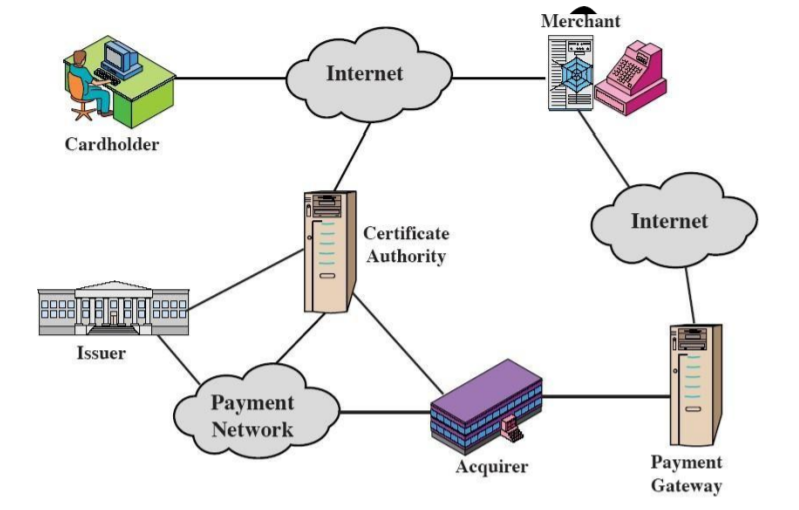 Merchant
Internet
Cardholder
Internet
Certificate
Authority
Issuer
Payment
Network
Acquirer
Payment
Gateway